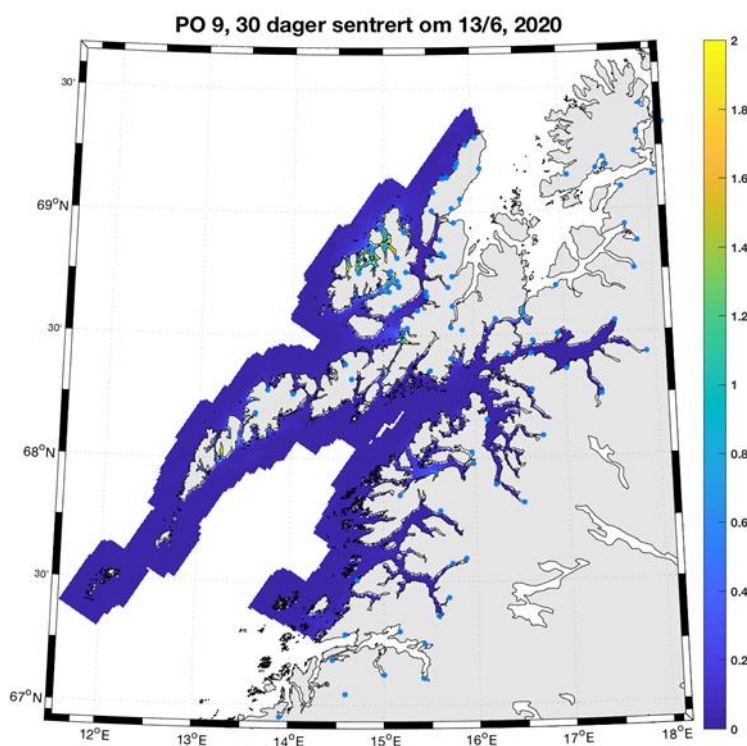 PO 9, 30 dager sentrert om 13/6, 2020
2
1.8
1.6
1.4
1.2
1
0.8
0.6
0.4
0.2
0
30'
69°N
30'
68°N
30'
67°N
12°E
13°E
14°E
15°E
16°E
17°E
18°E